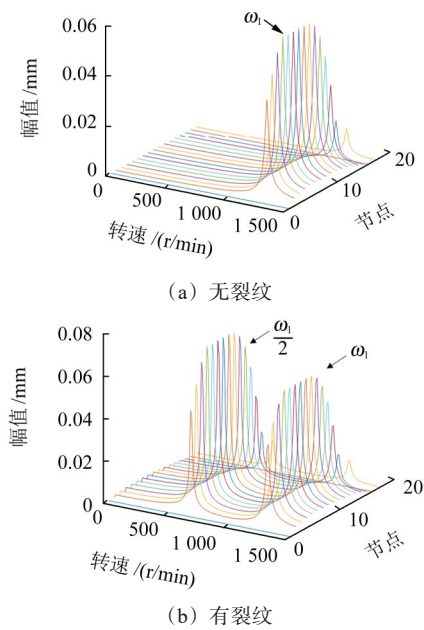 ω₁
0.06
0.04
0.02
0
幅值 /mm
0
500
1 000
1 500
转速 /(r/min)
0
10
20
节点
（a）无裂纹
ω₁/2
ω₁
0.08
0.06
0.04
0.02
0
幅值 /mm
0
500
1 000
1 500
转速 /(r/min)
0
10
20
节点
（b）有裂纹